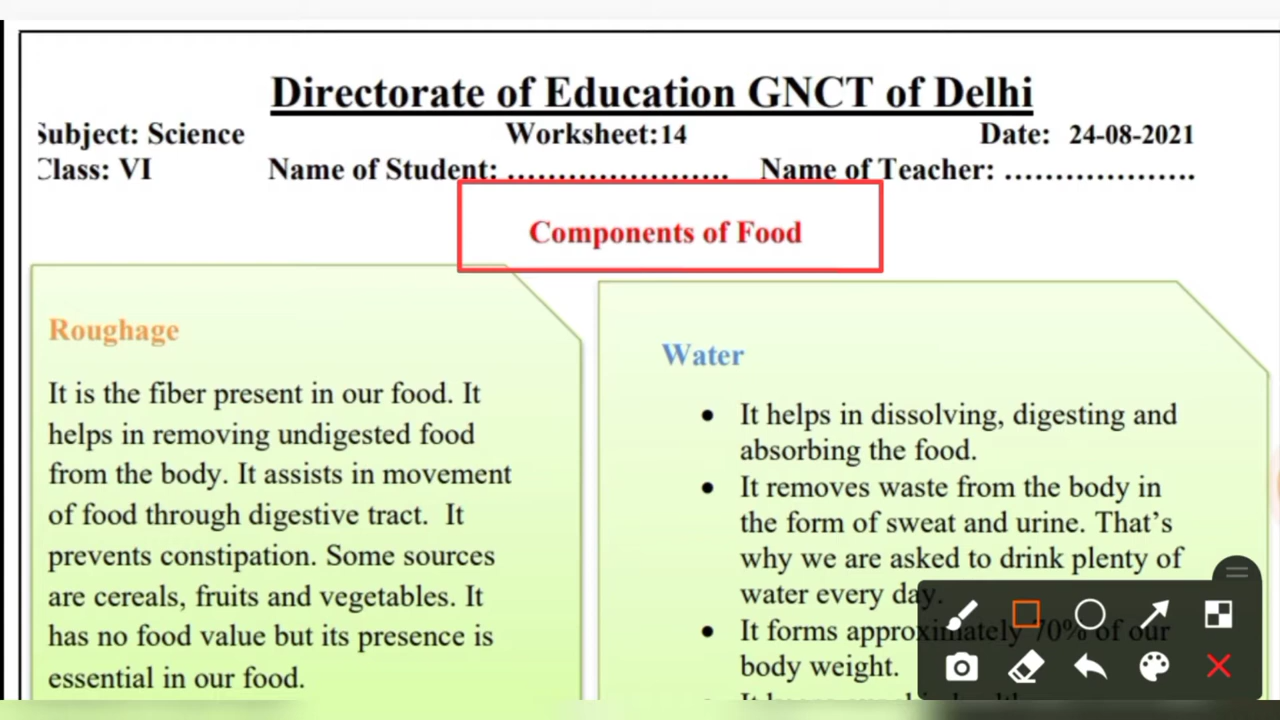 Directorate of Education GNCT of Delhi
Subject: Science Worksheet:14 Date: 24-08-2021
Class: VI Name of Student: ...................... Name of Teacher: ...................
Components of Food
Roughage
It is the fiber present in our food. It
helps in removing undigested food
from the body. It assists in movement
of food through digestive tract. It
prevents constipation. Some sources
are cereals, fruits and vegetables. It
has no food value but its presence is
essential in our food.
Water
• It helps in dissolving, digesting and
absorbing the food.
• It removes waste from the body in
the form of sweat and urine. That's
why we are asked to drink plenty of
water every day.
• It forms approximately 70% of our
body weight.